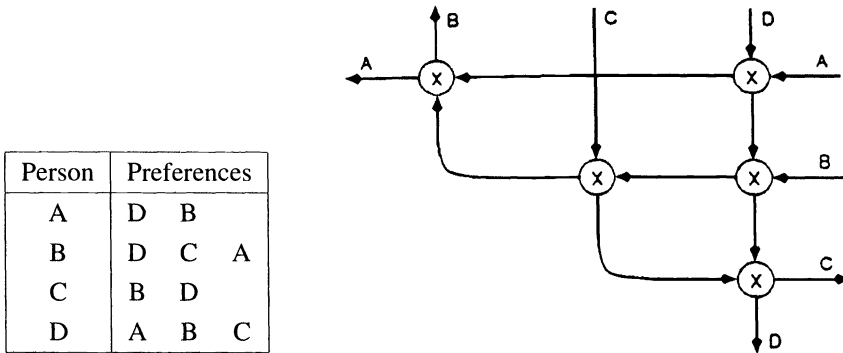 Person Preferences
A D B
B D C A
C B D
D A B C
B C D
A A
X X
B
X X
C
X
D